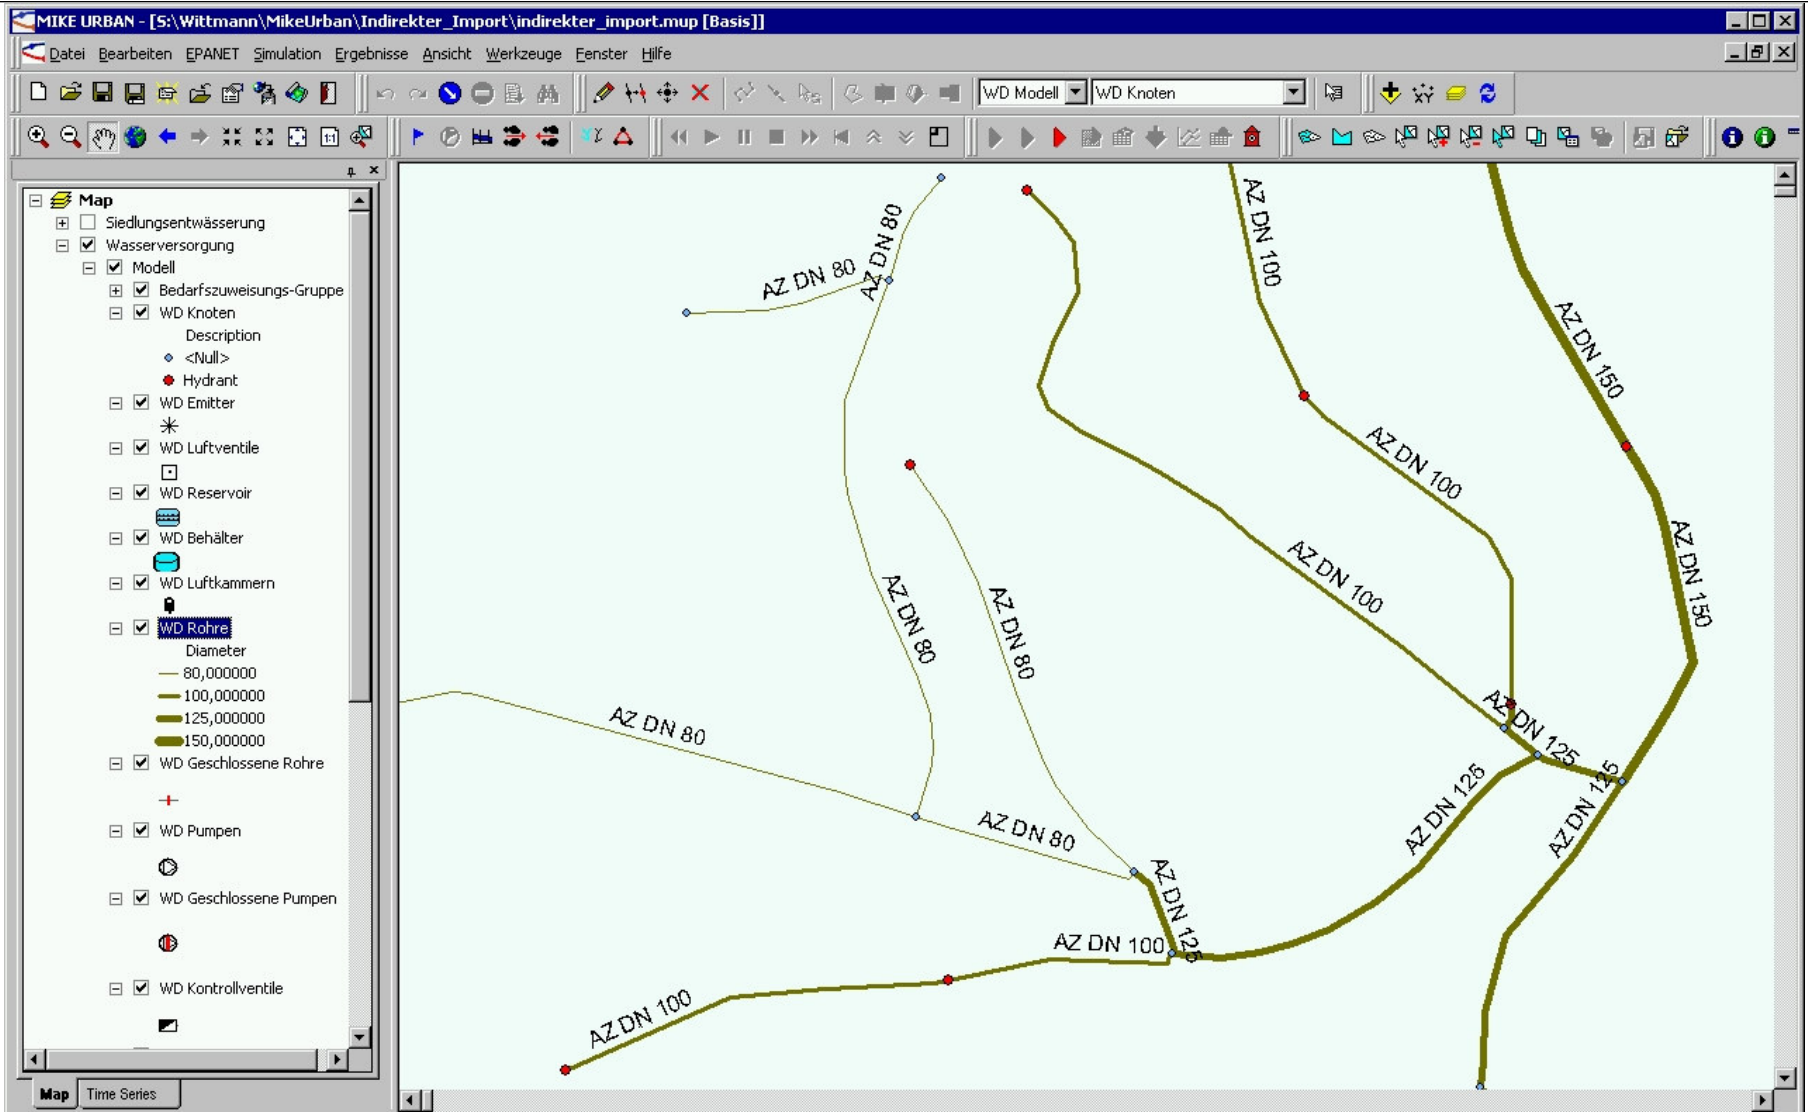 MIKE URBAN - [S:\Wittmann\MikeUrban\Indirekter_Import\indirekter_import.mup [Basis]]
Datei Bearbeiten EPANET Simulation Ergebnisse Ansicht Werkzeuge Fenster Hilfe
WD Modell WD Knoten
Map
Siedlungsentwässerung
Wasserversorgung
Modell
Bedarfszuweisungs-Gruppe
WD Knoten
Description
<Null>
Hydrant
WD Emitter
WD Luftventile
WD Reservoir
WD Behälter
WD Luftkammern
WD Rohre
Diameter
80,000000
100,000000
125,000000
150,000000
WD Geschlossene Rohre
WD Pumpen
WD Geschlossene Pumpen
WD Kontrollventile
Map Time Series
AZ DN 80
AZ DN 80
AZ DN 100
AZ DN 150
AZ DN 100
AZ DN 150
AZ DN 100
AZ DN 80
AZ DN 80
AZ DN 80
AZ DN 125
AZ DN 125
AZ DN 125
AZ DN 80
AZ DN 125
AZ DN 100
AZ DN 100